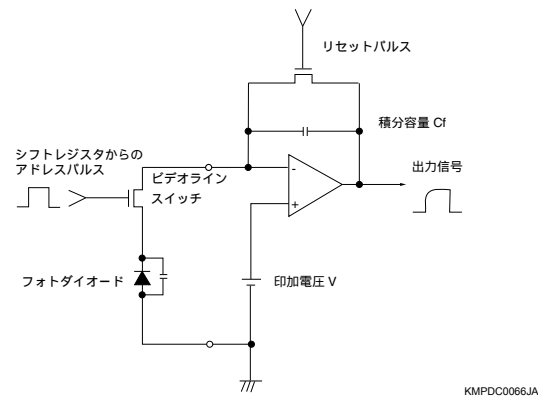 リセットパルス
積分容量 Cf
シフトレジスタからの
アドレスパルス
ビデオライン
スイッチ
-
+
出力信号
フォトダイオード
印加電圧 V
KMPDC0066JA